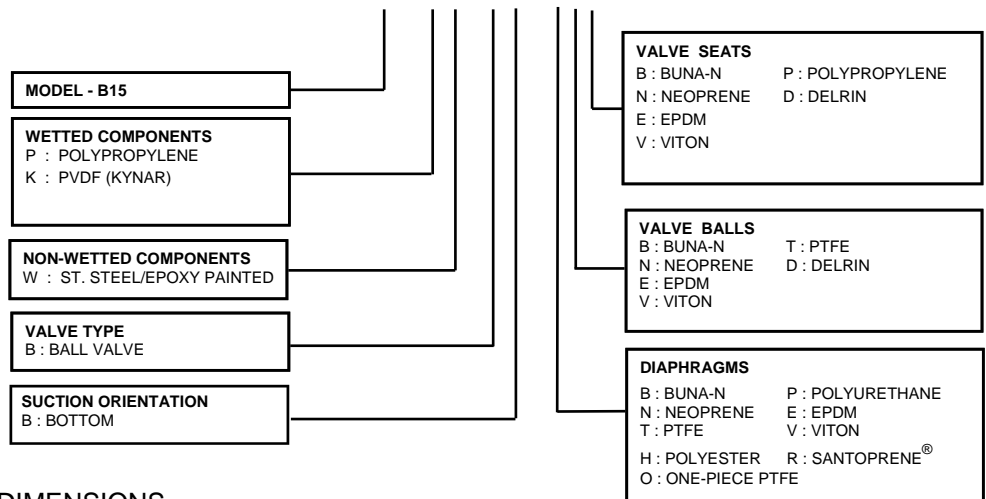 MODEL - B15
WETTED COMPONENTS
P : POLYPROPYLENE
K : PVDF (KYNAR)
NON-WETTED COMPONENTS
W : ST. STEEL/EPOXY PAINTED
VALVE TYPE
B : BALL VALVE
SUCTION ORIENTATION
B : BOTTOM
VALVE SEATS
B : BUNA-N P : POLYPROPYLENE
N : NEOPRENE D : DELRIN
E : EPDM
V : VITON
VALVE BALLS
B : BUNA-N T : PTFE
N : NEOPRENE D : DELRIN
E : EPDM
V : VITON
DIAPHRAGMS
B : BUNA-N P : POLYURETHANE
N : NEOPRENE E : EPDM
T : PTFE V : VITON
H : POLYESTER R : SANTOPRENE®
O : ONE-PIECE PTFE
DIMENSIONS